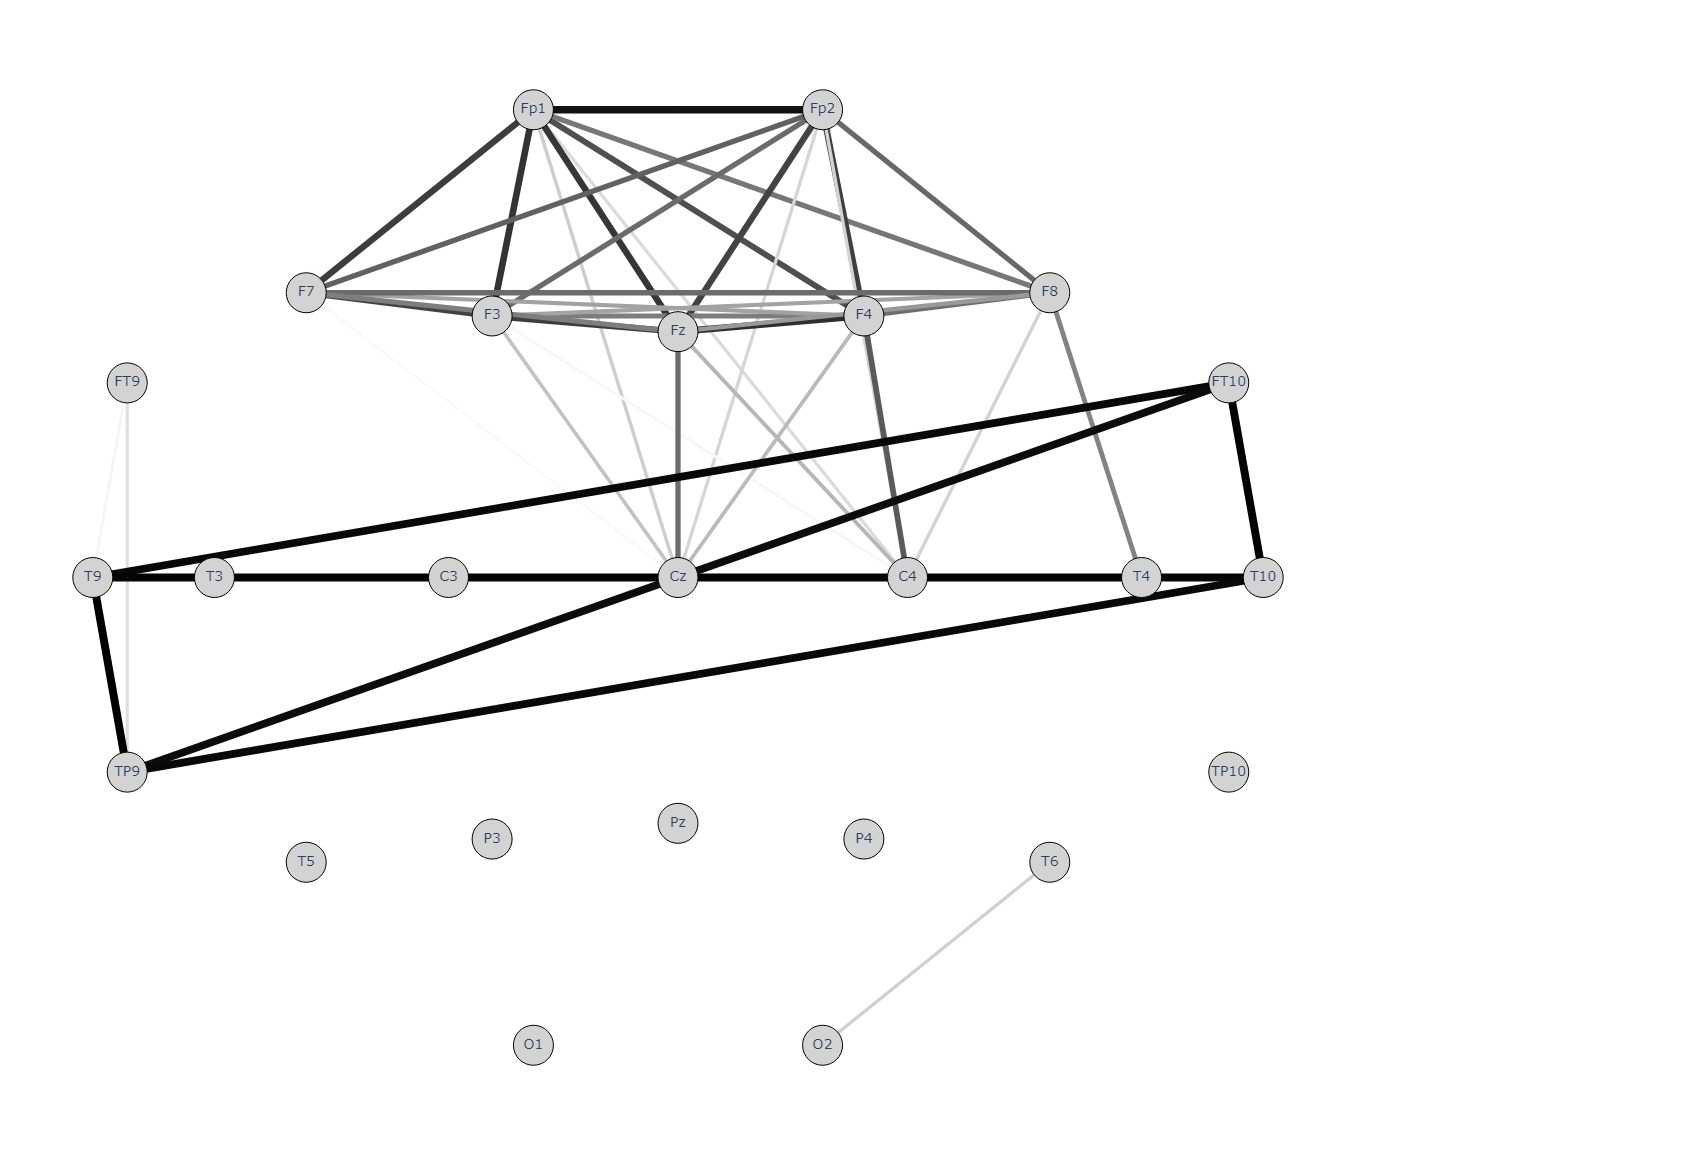 Fp1 Fp2
F7 F3 Fz F4 F8
FT9 FT10
T9 T3 C3 Cz C4 T4 T10
TP9 TP10
T5 P3 Pz P4 T6
O1 O2